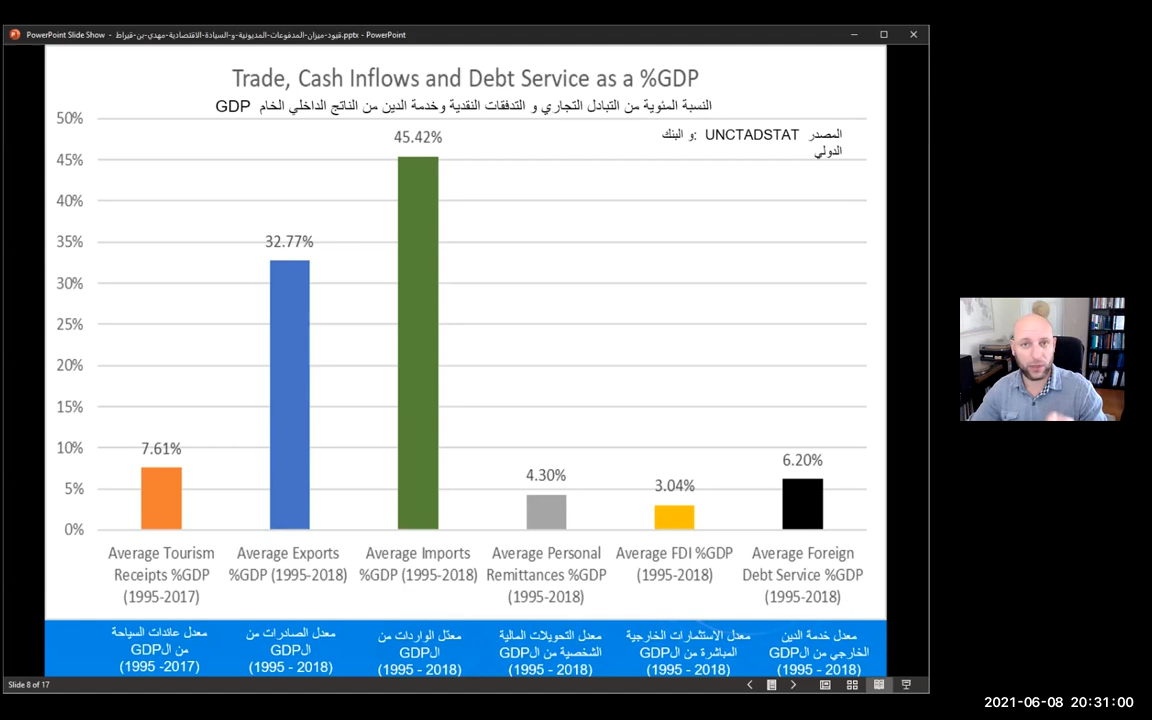 PowerPoint Slide Show - قيود-ميزان-المدفوعات-المديونية-و-السيادة-الاقتصادية-مهدي-بن-قيراط.pptx - PowerPoint
Trade, Cash Inflows and Debt Service as a %GDP
النسبة المئوية من التبادل التجاري و التدفقات النقدية وخدمة الدين من الناتج الداخلي الخام GDP
المصدر UNCTADSTAT :و البنك
الدولي
50%
45%
40%
35%
30%
25%
20%
15%
10%
5%
0%
7.61%
32.77%
45.42%
4.30%
3.04%
6.20%
Average Tourism
Receipts %GDP
(1995-2017)
Average Exports
%GDP (1995-2018)
Average Imports
%GDP (1995-2018)
Average Personal
Remittances %GDP
(1995-2018)
Average FDI %GDP
(1995-2018)
Average Foreign
Debt Service %GDP
(1995-2018)
معدل عائدات السياحة
من الGDP
(1995 -2017)
معدل الصادرات من
الGDP
(1995 - 2018)
معتل الواردات من
الGDP
(1995 - 2018)
معدل التحويلات المالية
الشخصية من الGDP
(1995 - 2018)
معدل الاستثمارات الخارجية
المباشرة من الGDP
(1995 - 2018)
معدل خدمة الدين
الخارجي من الGDP
(1995 - 2018)
Slide 8 of 17
2021-06-08 20:31:00